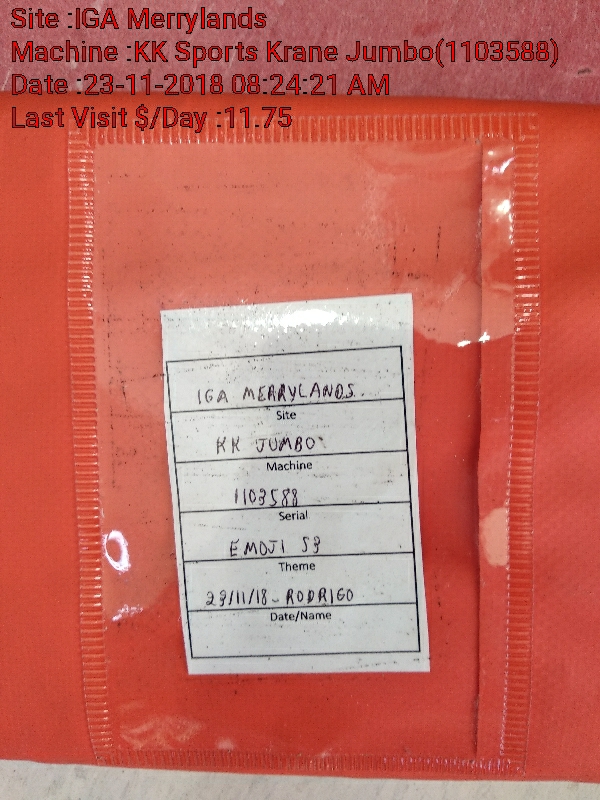 Site :IGA Merrylands
Machine :KK Sports Krane Jumbo(1103588)
Date :23-11-2018 08:24:21 AM
Last Visit $/Day :11.75
IGA MERRYLANDS
Site
KK JUMBO
Machine
1103588
Serial
EMOJI S3
Theme
23/11/18 - RODRIGO
Date/Name